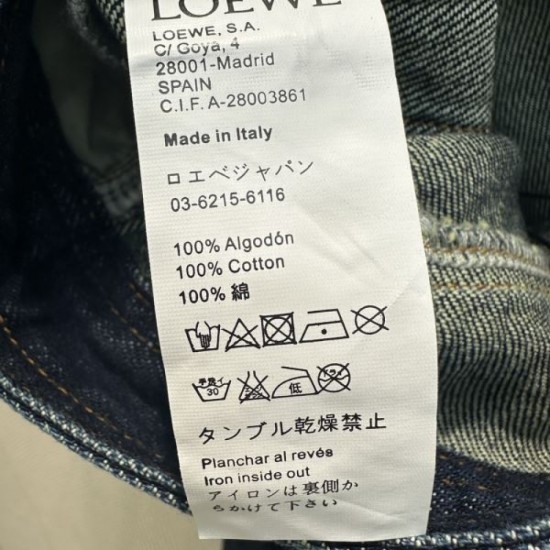 LOEWE
LOEWE, S.A.
C/ Goya, 4
28001-Madrid
SPAIN
C.I.F. A-28003861
Made in Italy
ロエベジャパン
03-6215-6116
100% Algodón
100% Cotton
100% 綿
手洗イ
30
低
タンブル乾燥禁止
Planchar al revés
Iron inside out
アイロンは裏側か
らかけて下さい